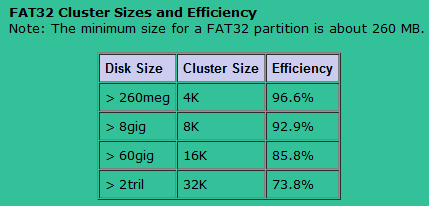 FAT32 Cluster Sizes and Efficiency
Note: The minimum size for a FAT32 partition is about 260 MB.
Disk Size Cluster Size Efficiency
> 260meg 4K 96.6%
> 8gig 8K 92.9%
> 60gig 16K 85.8%
> 2tril 32K 73.8%